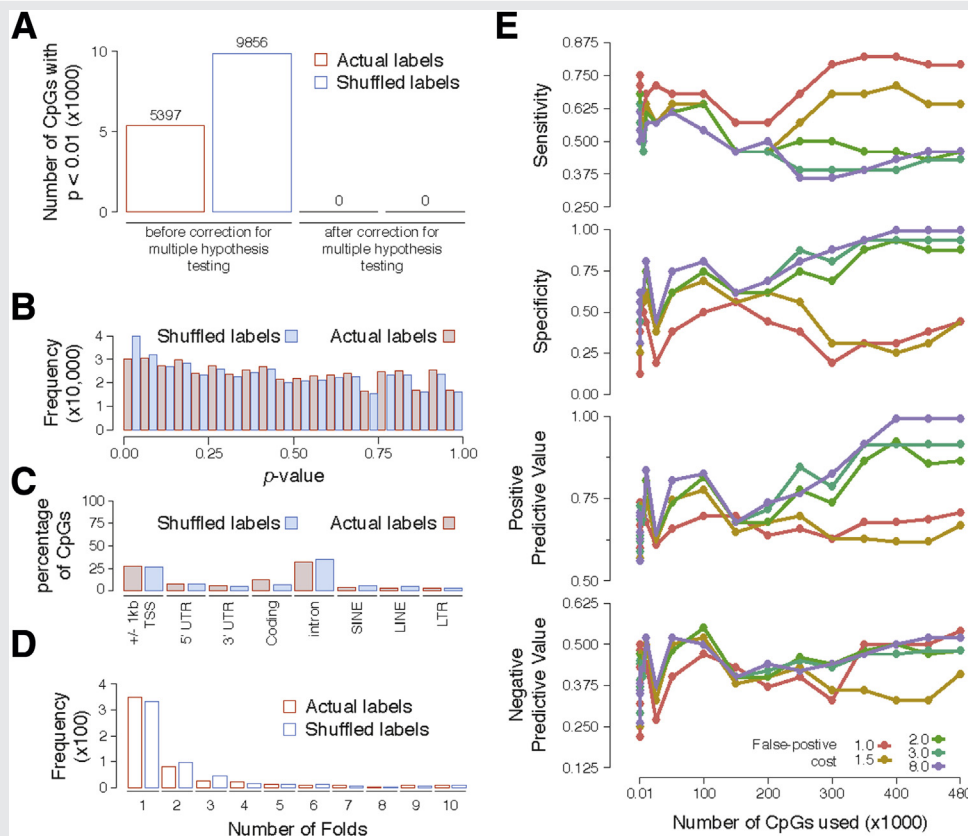 A
Number of CpGs with
p < 0.01 (x1000)
10
5
0
5397
9856
0
0
Actual labels
Shuffled labels
before correction for
multiple hypothesis
testing
after correction for
multiple hypothesis
testing
B
Frequency
(x10,000)
4
3
2
1
0
Shuffled labels
Actual labels
0.00
0.25
0.50
0.75
1.00
p-value
C
percentage
of CpGs
100
75
50
25
0
Shuffled labels
Actual labels
+/- 1kb
TSS
5' UTR
3' UTR
Coding
intron
SINE
LINE
LTR
D
Frequency
(x100)
4
3
2
1
0
Actual labels
Shuffled labels
1
2
3
4
5
6
7
8
9
10
Number of Folds
E
Sensitivity
0.875
0.750
0.625
0.500
0.375
0.250
Specificity
1.00
0.75
0.50
0.25
0.00
Positive
Predictive Value
1.00
0.75
0.50
Negative
Predictive Value
0.625
0.500
0.375
0.250
0.125
False-postive
cost
1.0
1.5
2.0
3.0
8.0
0.01
100
200
300
400
480
Number of CpGs used (x1000)